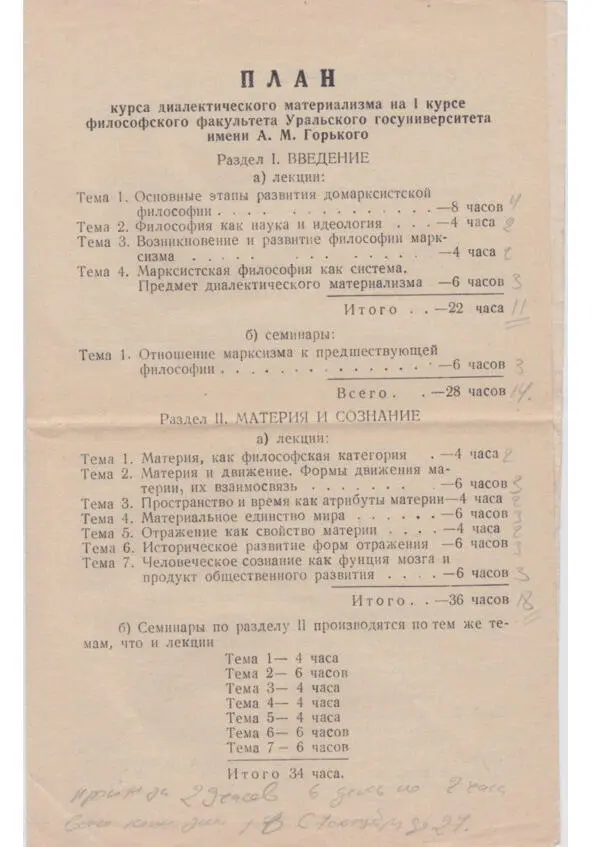 ПЛАН
курса диалектического материализма на I курсе
философского факультета Уральского госуниверситета
имени А. М. Горького
Раздел I. ВВЕДЕНИЕ
а) лекции:
Тема 1. Основные этапы развития домарксистской
философии . . . . . . . . . . . . . . —8 часов 4
Тема 2. Философия как наука и идеология . . . —4 часа 2
Тема 3. Возникновение и развитие философии марк-
сизма . . . . . . . . . . . —4 часа 2
Тема 4. Марксистская философия как система.
Предмет диалектического материализма —6 часов 3
Итого . . —22 часа 11
б) семинары:
Тема 1. Отношение марксизма к предшествующей
философии . . . . . . . . . . . . . . —6 часов 3
Всего . . —28 часов 14.
Раздел II. МАТЕРИЯ И СОЗНАНИЕ
а) лекции:
Тема 1. Материя, как философская категория . —4 часа 2
Тема 2. Материя и движение. Формы движения ма-
терии, их взаимосвязь . . . . . . . —6 часов 3
Тема 3. Пространство и время как атрибуты материи—4 часа 2
Тема 4. Материальное единство мира . . . . . —6 часов 3
Тема 5. Отражение как свойство материи . . . —4 часа 2
Тема 6. Историческое развитие форм отражения —6 часов 3
Тема 7. Человеческое сознание как фунция мозга и
продукт общественного развития . . . . —6 часов 3
Итого . . —36 часов 18
б) Семинары по разделу II производятся по тем же те-
мам, что и лекции
Тема 1— 4 часа
Тема 2— 6 часов
Тема 3— 4 часа
Тема 4— 4 часа
Тема 5— 4 часа
Тема 6— 6 часов
Тема 7— 6 часов
Итого 34 часа.
29 часов 6 день по 2 часа